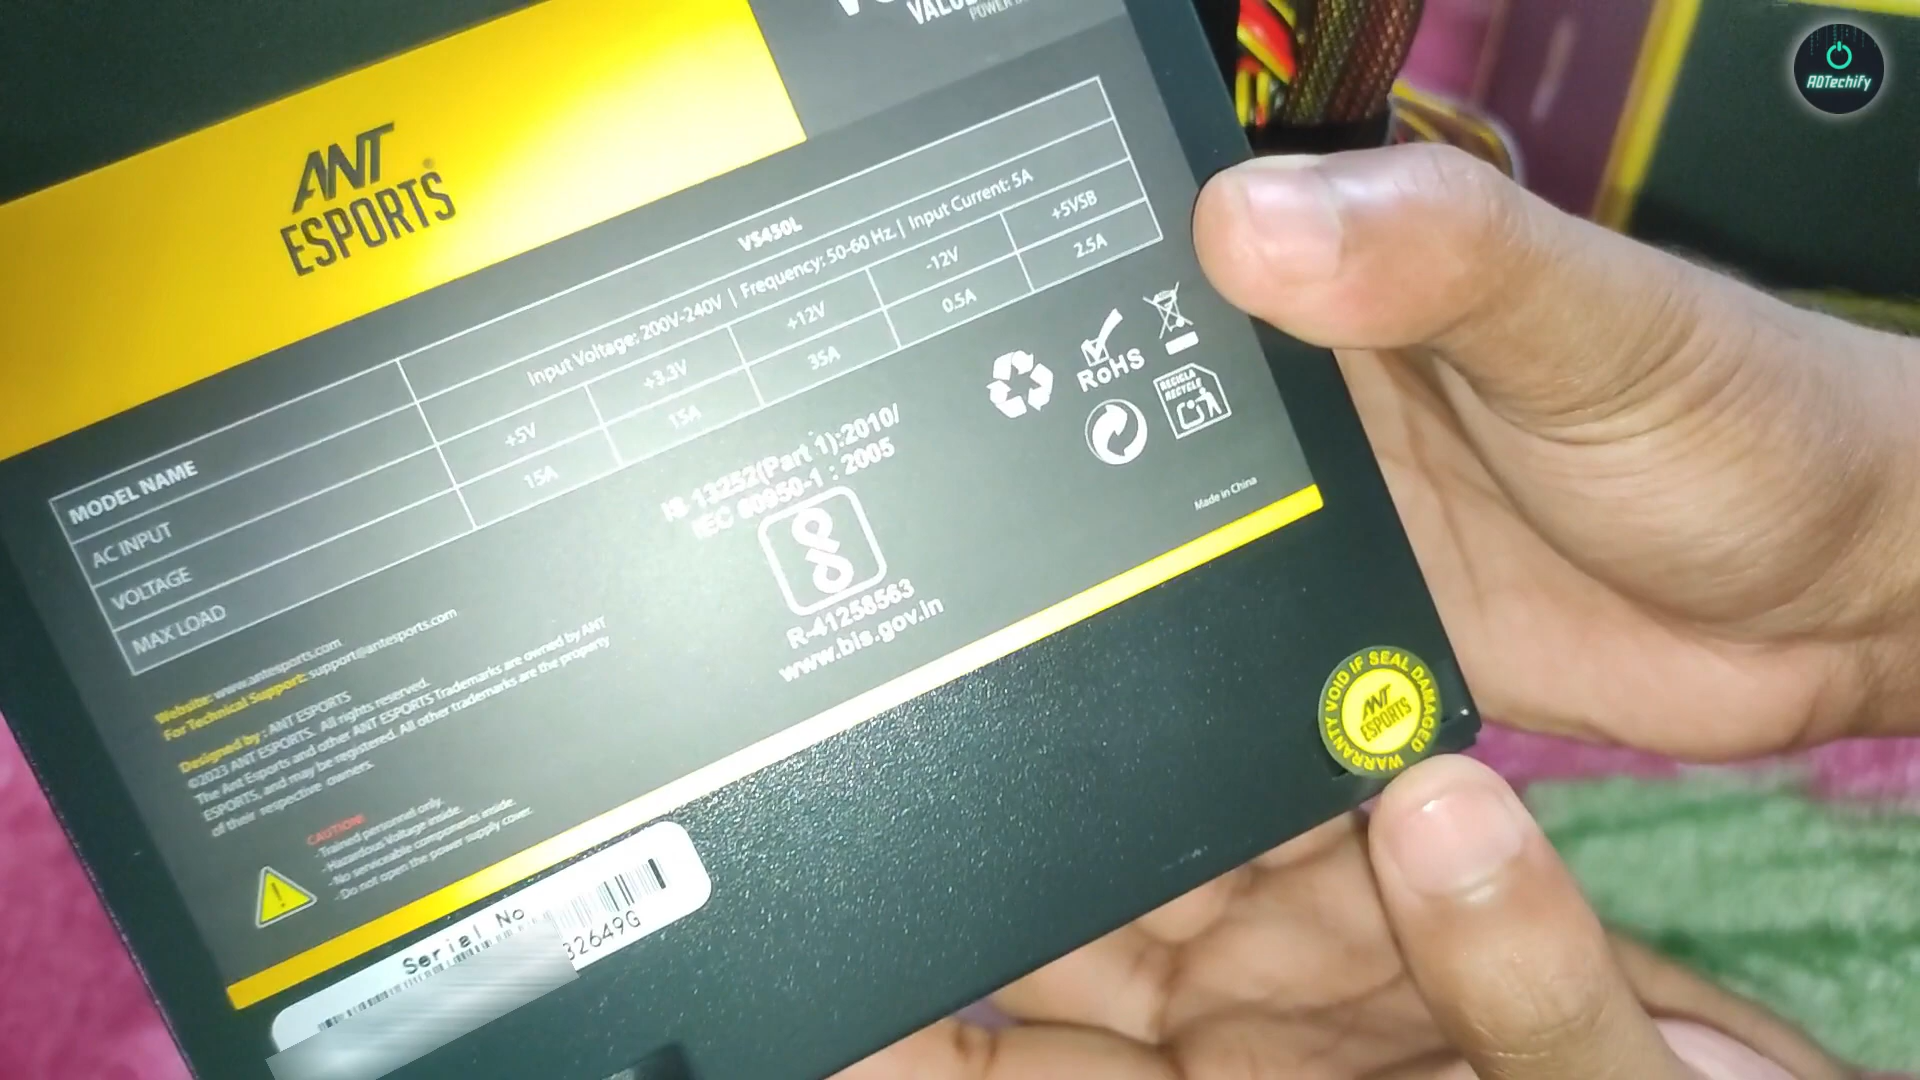 VALUE
ADTechify
ANT
ESPORTS
MODEL NAME VS450L
AC INPUT Input Voltage: 200V-240V | Frequency: 50-60 Hz. | Input Current: 5A
VOLTAGE +5V +3.3V +12V -12V +5VSB
MAX LOAD 15A 15A 35A 0.5A 2.5A
ROHS
RECICLA
RECYCLE
IS 13252(Part 1):2010/
IEC 60950-1 : 2005
R-41258563
www.bis.gov.in
Made in China
Website: www.antesports.com
For Technical Support: support@antesports.com
Designed by : ANT ESPORTS
©2023 ANT ESPORTS. All rights reserved.
The Ant Esports and other ANT ESPORTS Trademarks are owned by ANT
ESPORTS, and may be registered. All other trademarks are the property
of their respective owners.
CAUTION!
- Trained personnel only.
- Hazardous Voltage inside.
- No serviceable components inside.
- Do not open the power supply cover.
WARRANTY VOID IF SEAL DAMAGED
ANT
ESPORTS
Serial No
32649G